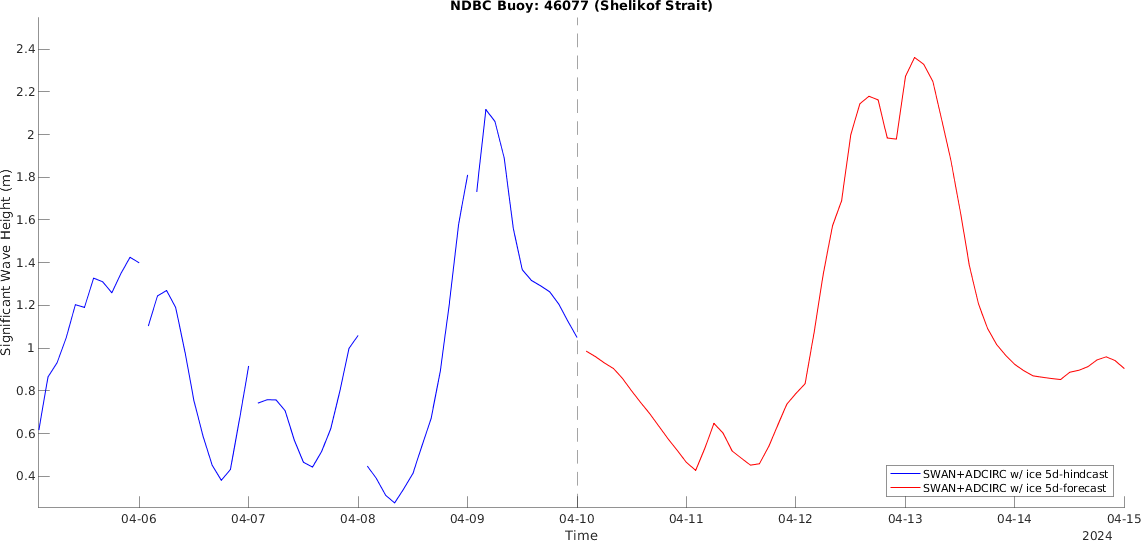 NDBC Buoy: 46077 (Shelikof Strait)
Significant Wave Height (m)
2.4
2.2
2
1.8
1.6
1.4
1.2
1
0.8
0.6
0.4
SWAN+ADCIRC w/ ice 5d-hindcast
SWAN+ADCIRC w/ ice 5d-forecast
04-06 04-07 04-08 04-09 04-10 04-11 04-12 04-13 04-14 04-15
Time
2024